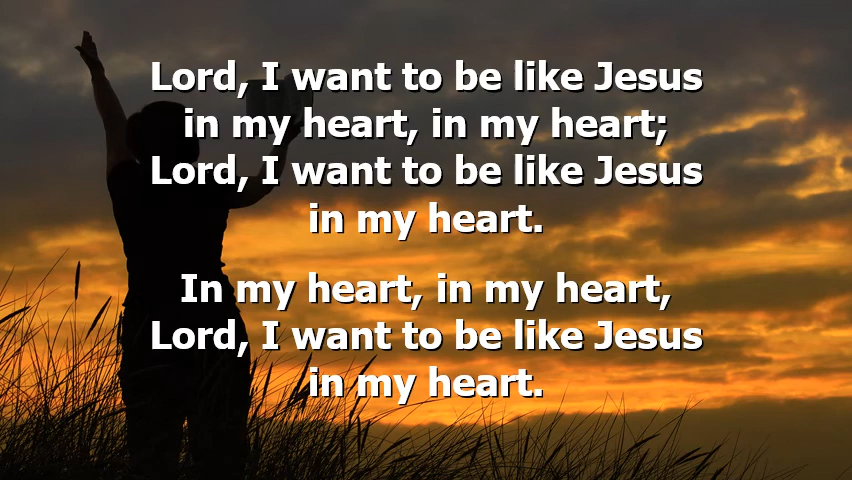 Lord, I want to be like Jesus
in my heart, in my heart;
Lord, I want to be like Jesus
in my heart.
In my heart, in my heart,
Lord, I want to be like Jesus
in my heart.